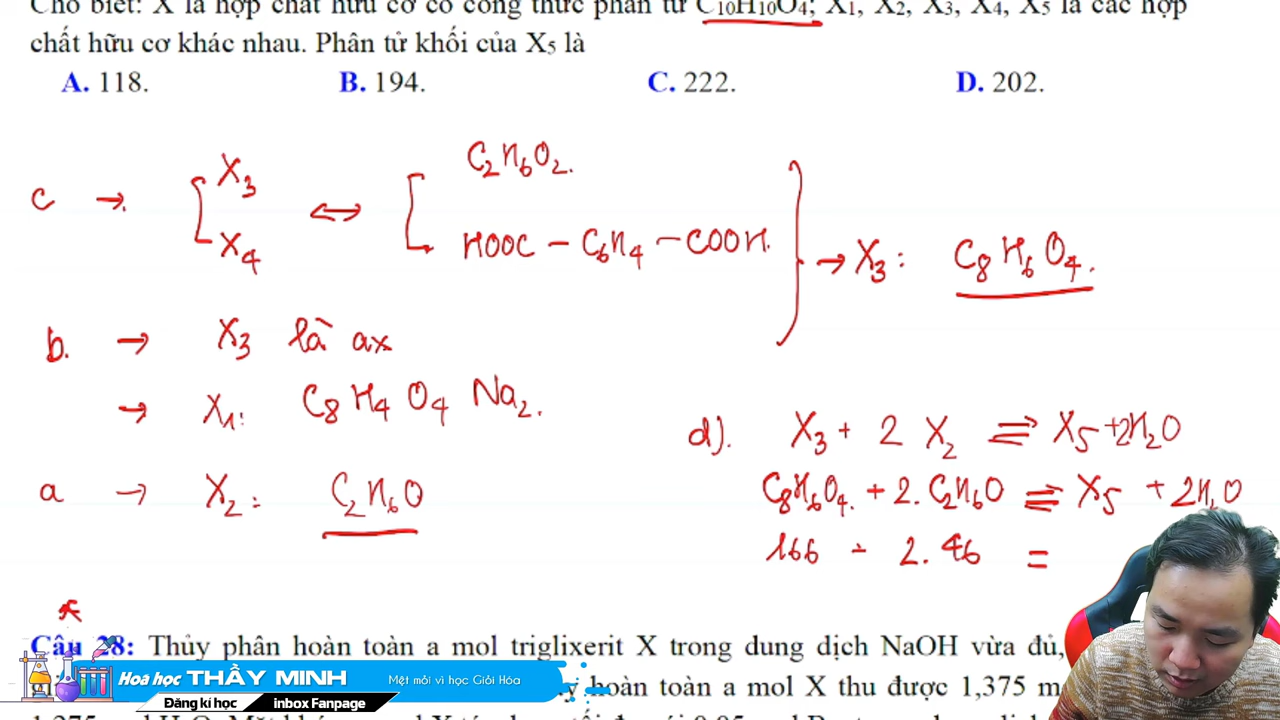 Cho biết: X là hợp chất hữu cơ có công thức phân tử C₁₀H₁₀O₄; X₁, X₂, X₃, X₄, X₅ là các hợp
chất hữu cơ khác nhau. Phân tử khối của X₅ là
A. 118. B. 194. C. 222. D. 202.
c → [ X₃ ⇔ [ C₂H₆O₂.
X₄ HOOC – C₆H₄ – COOH. } → X₃ : C₈H₆O₄.
b. → X₃ là ax
→ X₁: C₈H₄O₄Na₂.
a → X₂ : C₂H₆O
d). X₃ + 2 X₂ ⇌ X₅ + 2H₂O
C₈H₆O₄. + 2. C₂H₆O ⇌ X₅ + 2H₂O
166 + 2. 46 =
*
Câu 28: Thủy phân hoàn toàn a mol triglixerit X trong dung dịch NaOH vừa đủ,
hoàn toàn a mol X thu được 1,375 m
Hoá học THẦY MINH
Mệt mỏi vì học Giỏi Hóa
Đăng kí học inbox Fanpage